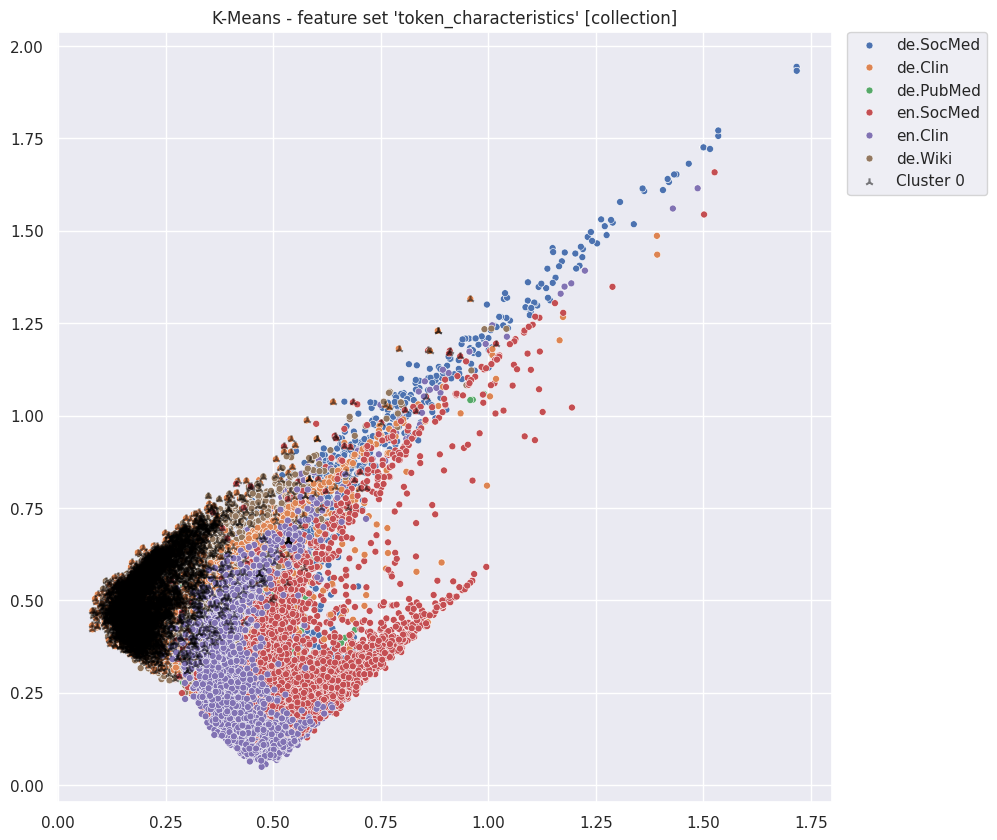 K-Means - feature set 'token_characteristics' [collection]
2.00
1.75
1.50
1.25
1.00
0.75
0.50
0.25
0.00
0.00 0.25 0.50 0.75 1.00 1.25 1.50 1.75
de.SocMed
de.Clin
de.PubMed
en.SocMed
en.Clin
de.Wiki
Cluster 0